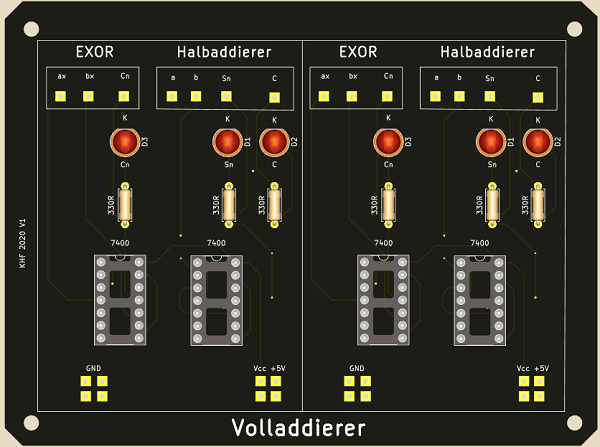 EXOR Halbaddierer EXOR Halbaddierer
ax bx Cn a b Sn C ax bx Cn a b Sn C
K K K K K K
D3 D1 D2 D3 D1 D2
Cn Sn C Cn Sn C
330R 330R 330R 330R 330R 330R
7400 7400 7400 7400
KHF 2020 V1
GND Vcc +5V GND Vcc +5V
Volladdierer